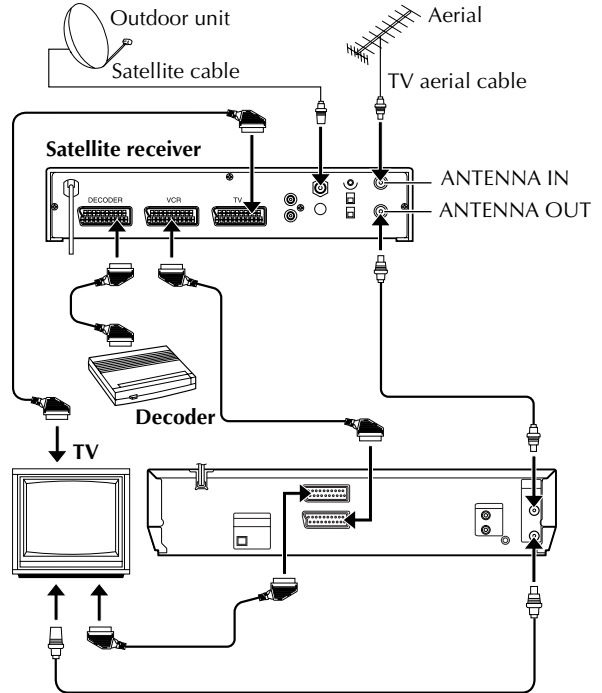 Outdoor unit
Aerial
Satellite cable
TV aerial cable
Satellite receiver
ANTENNA IN
DECODER
VCR
TV
ANTENNA OUT
Decoder
TV